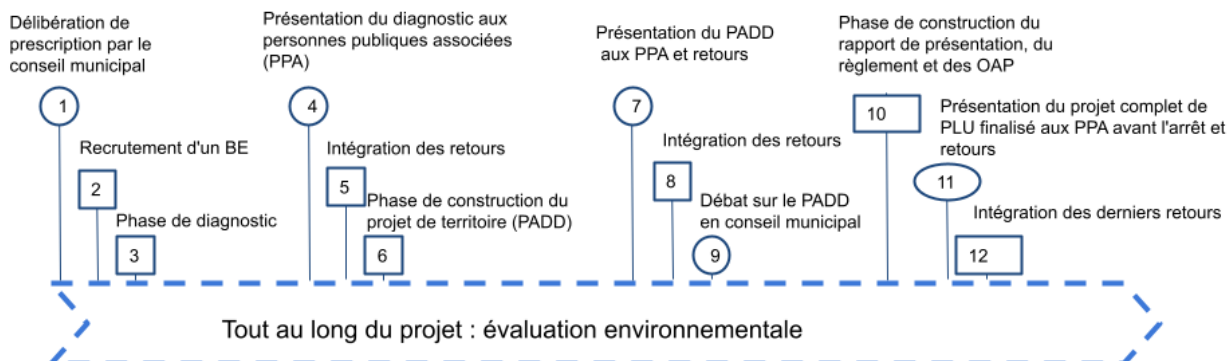 Délibération de
prescription par le
conseil municipal
1
Recrutement d'un BE
2
Phase de diagnostic
3
Présentation du diagnostic aux
personnes publiques associées
(PPA)
4
Intégration des retours
5
Phase de construction du
projet de territoire (PADD)
6
Présentation du PADD
aux PPA et retours
7
Intégration des retours
8
Débat sur le PADD
en conseil municipal
9
Phase de construction du
rapport de présentation, du
règlement et des OAP
10
Présentation du projet complet de
PLU finalisé aux PPA avant l'arrêt et
retours
11
Intégration des derniers retours
12
Tout au long du projet : évaluation environnementale